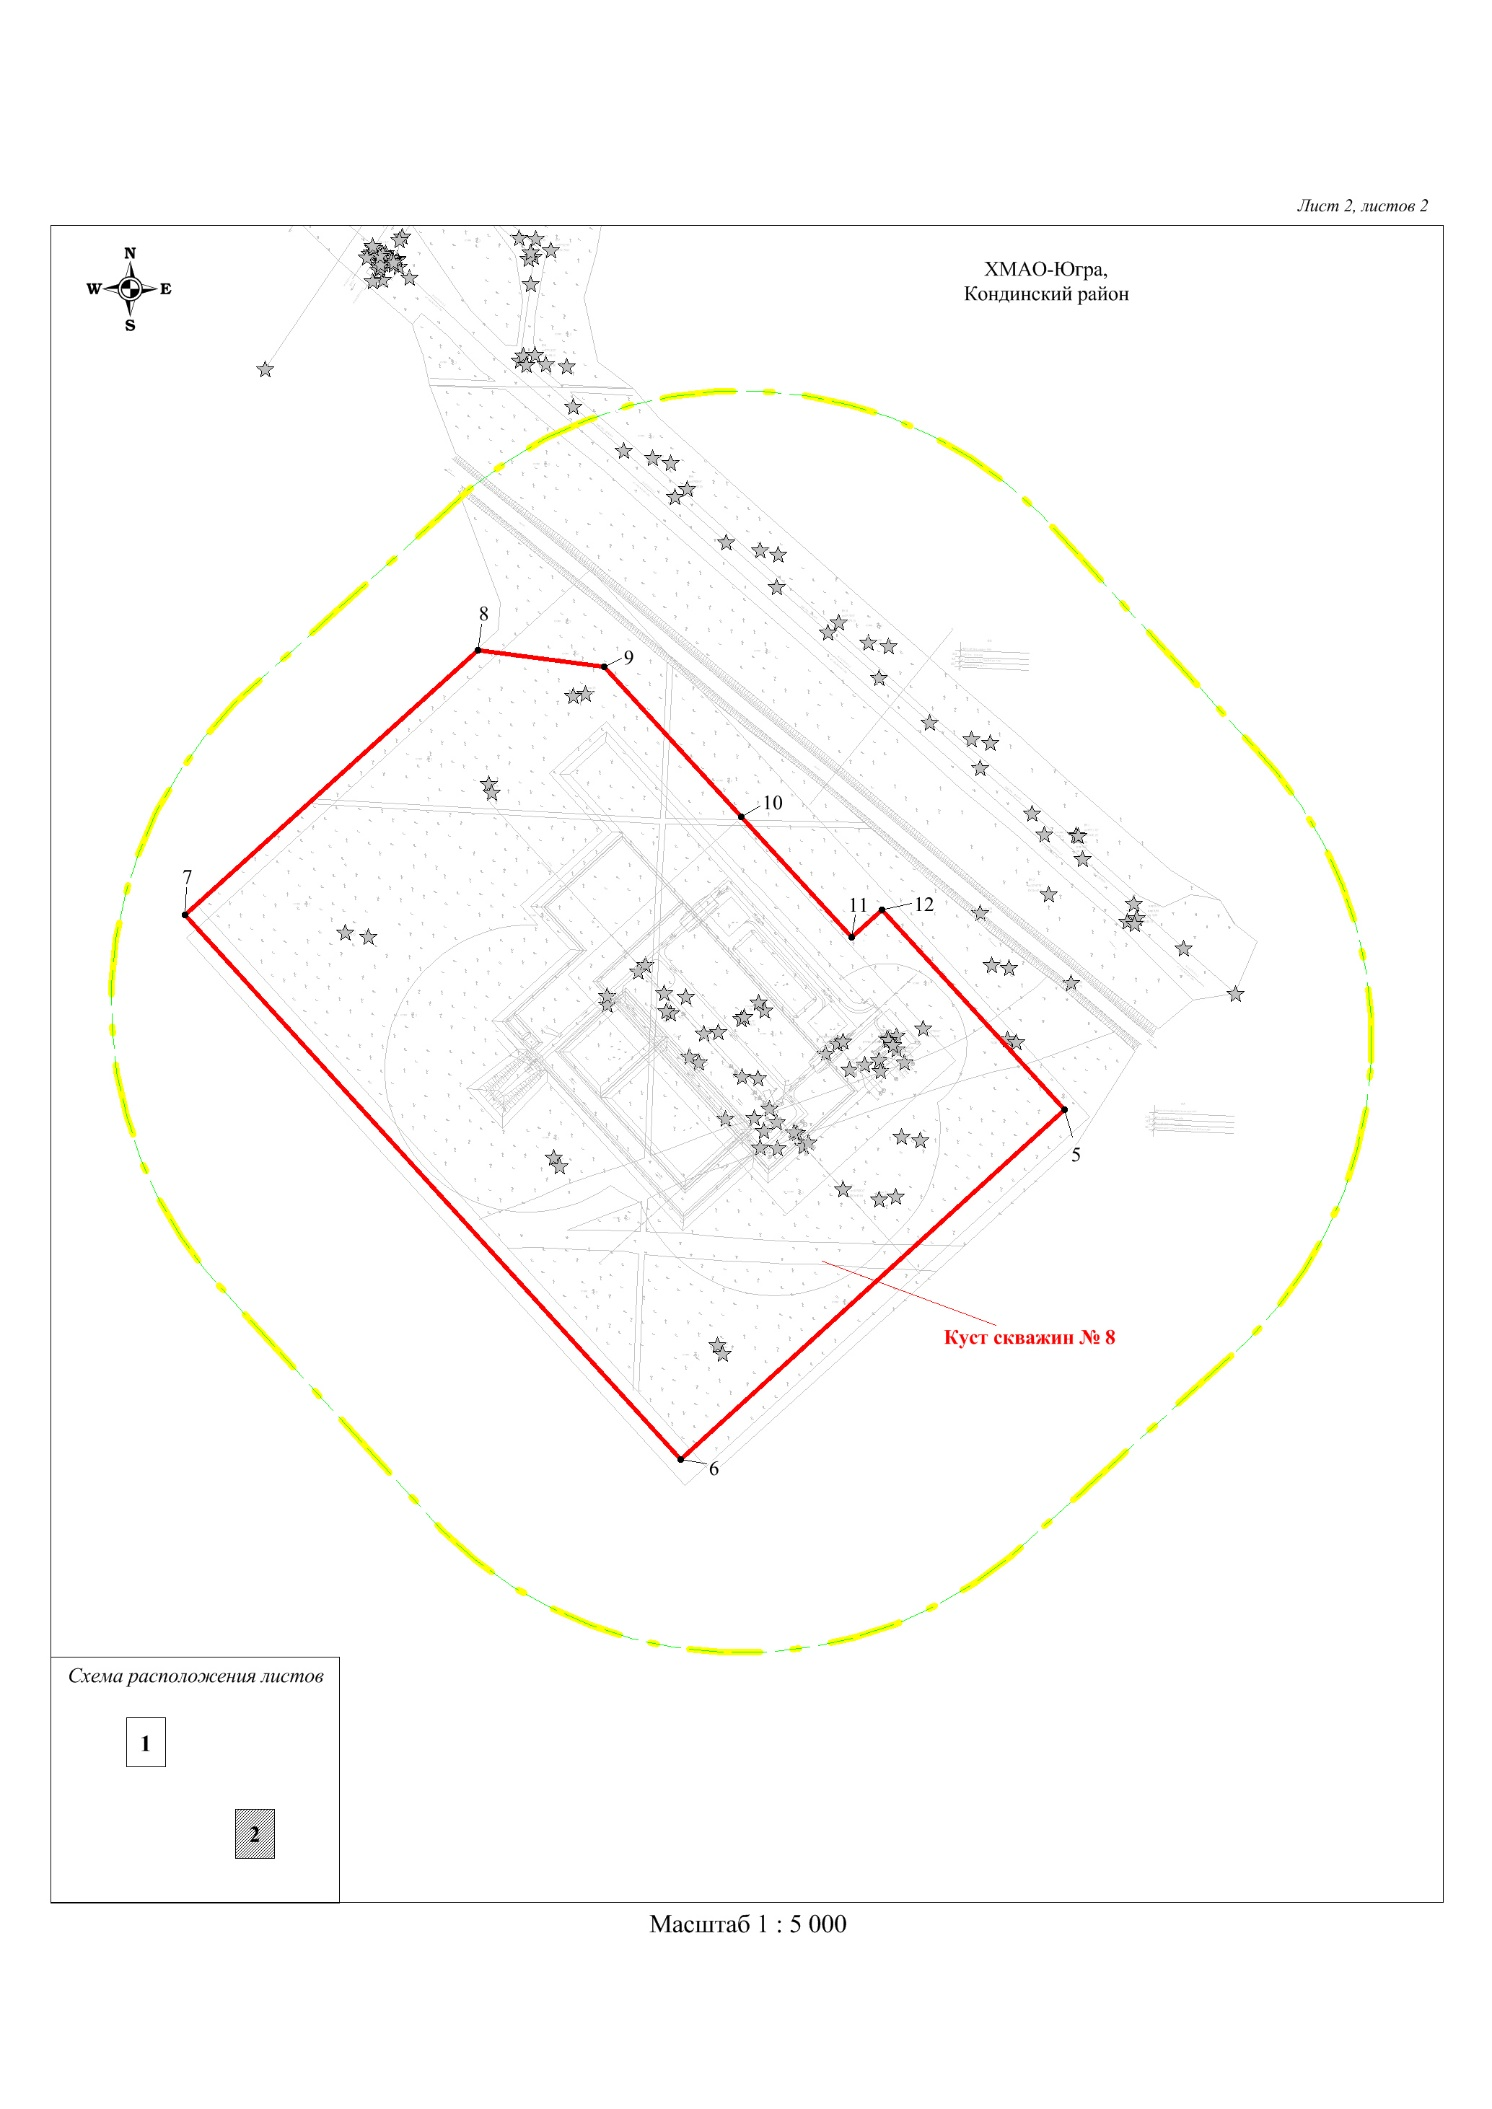 Лист 2, листов 2
N
W E
S
ХМАО-Югра,
Кондинский район
8
9
10
7
11
12
5
Куст скважин № 8
6
Схема расположения листов
1
2
Масштаб 1 : 5 000